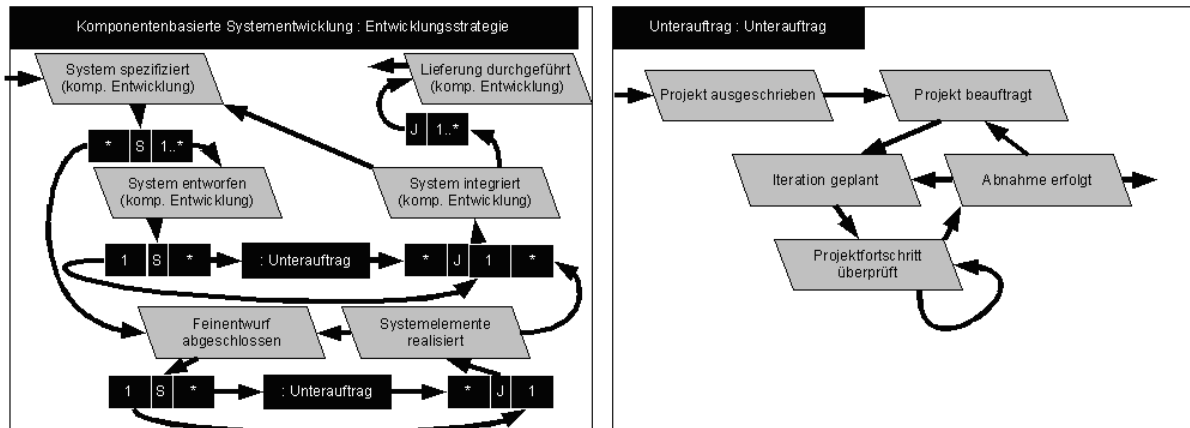 Komponentenbasierte Systementwicklung : Entwicklungsstrategie
System spezifiziert
(komp. Entwicklung)
Lieferung durchgeführt
(komp. Entwicklung)
J 1..*
* S 1..*
System entworfen
(komp. Entwicklung)
System integriert
(komp. Entwicklung)
1 S *
: Unterauftrag
* J 1 *
Feinentwurf
abgeschlossen
Systemelemente
realisiert
1 S *
: Unterauftrag
* J 1
Unterauftrag : Unterauftrag
Projekt ausgeschrieben
Projekt beauftragt
Iteration geplant
Abnahme erfolgt
Projektfortschritt
überprüft